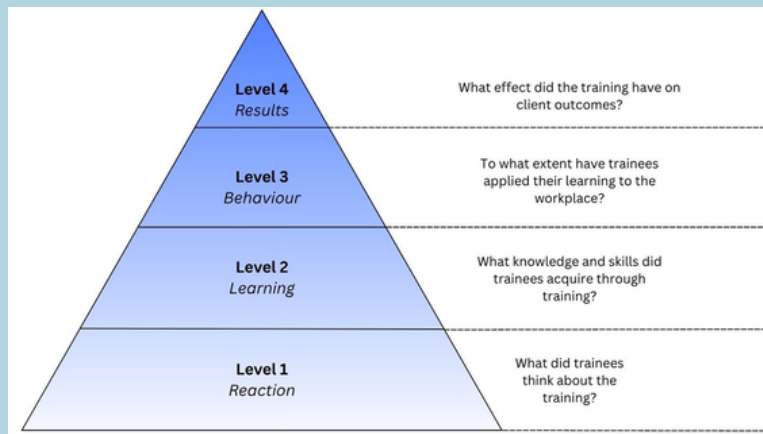 Level 4
Results
What effect did the training have on
client outcomes?
Level 3
Behaviour
To what extent have trainees
applied their learning to the
workplace?
Level 2
Learning
What knowledge and skills did
trainees acquire through
training?
Level 1
Reaction
What did trainees
think about the
training?